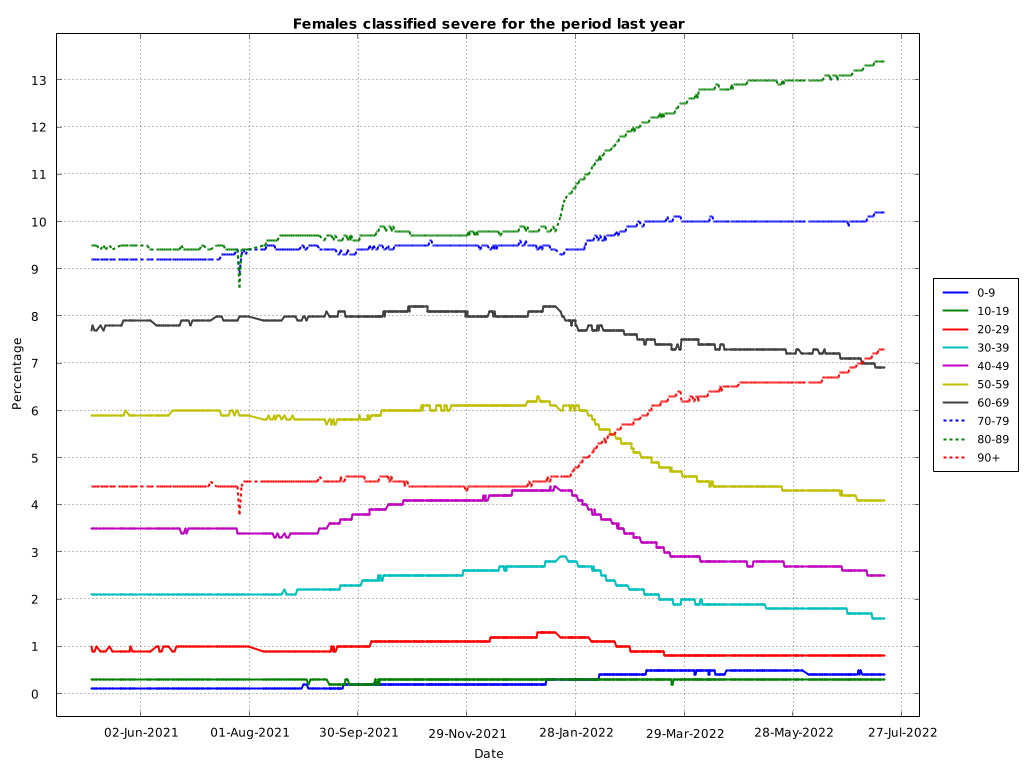 Females classified severe for the period last year
Percentage
13
12
11
10
9
8
7
6
5
4
3
2
1
0
02-Jun-2021
01-Aug-2021
30-Sep-2021
29-Nov-2021
28-Jan-2022
29-Mar-2022
28-May-2022
27-Jul-2022
Date
0-9
10-19
20-29
30-39
40-49
50-59
60-69
70-79
80-89
90+